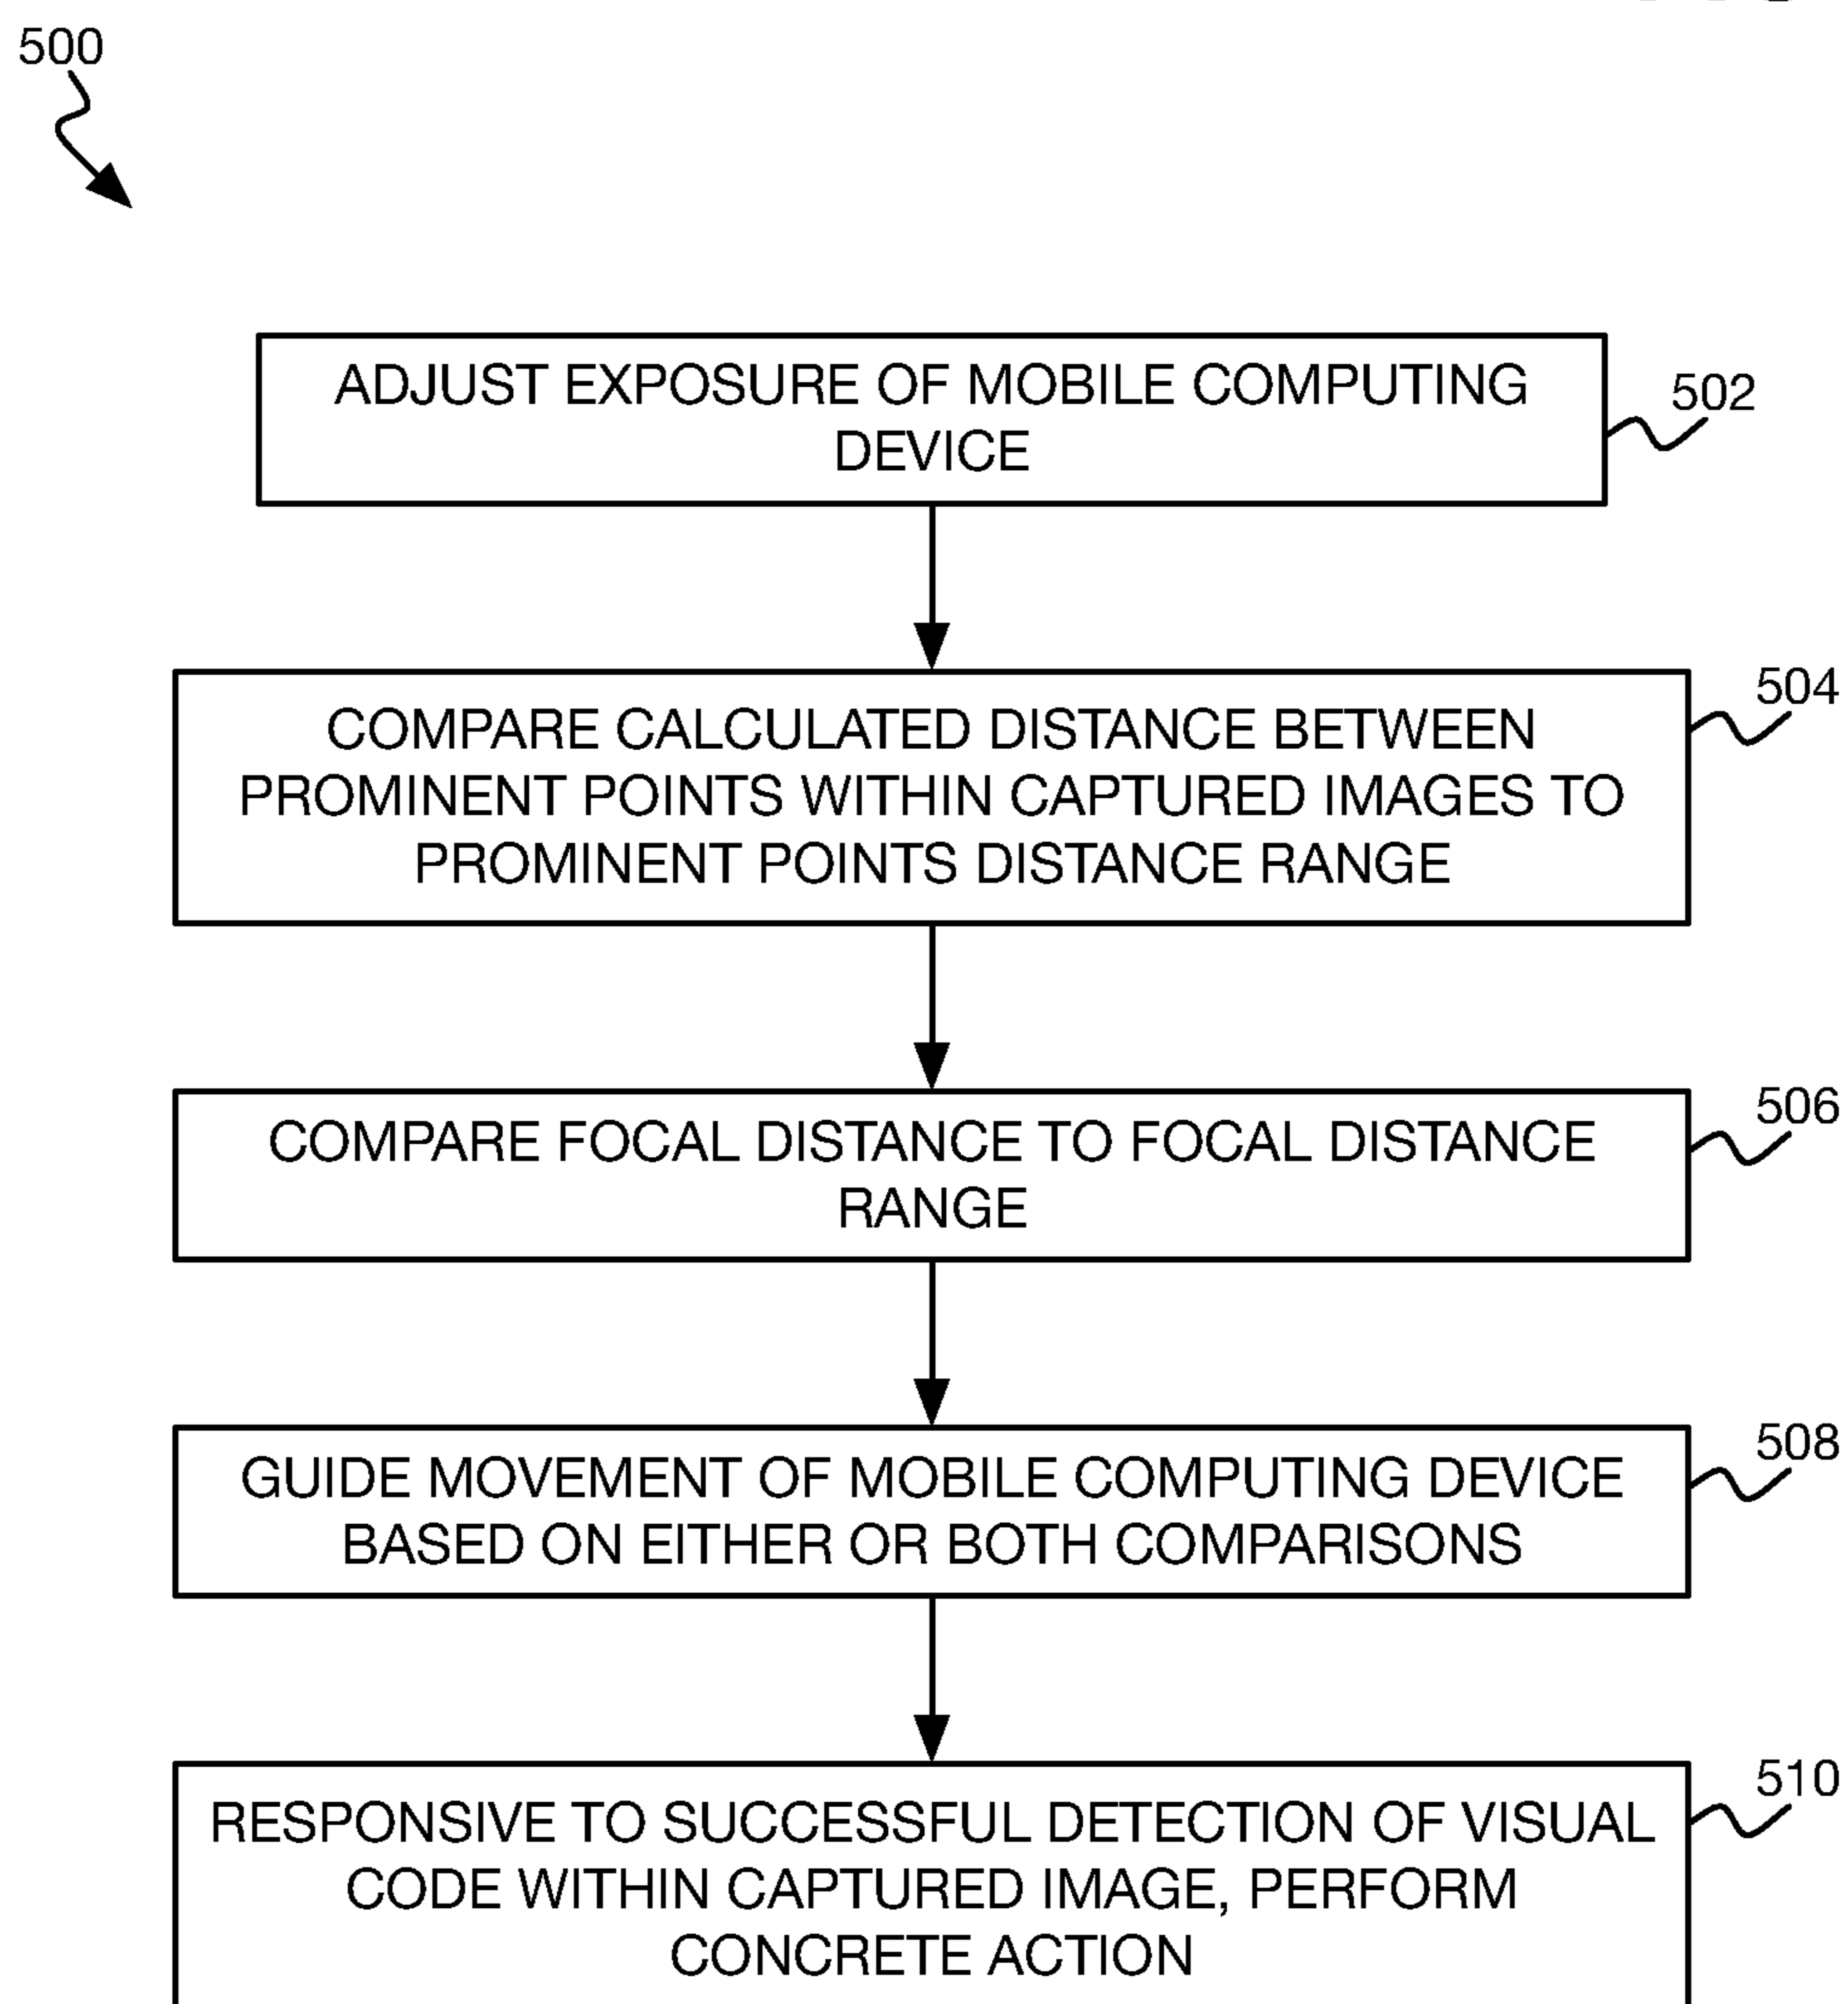 500
ADJUST EXPOSURE OF MOBILE COMPUTING
DEVICE
502
COMPARE CALCULATED DISTANCE BETWEEN
PROMINENT POINTS WITHIN CAPTURED IMAGES TO
PROMINENT POINTS DISTANCE RANGE
504
COMPARE FOCAL DISTANCE TO FOCAL DISTANCE
RANGE
506
GUIDE MOVEMENT OF MOBILE COMPUTING DEVICE
BASED ON EITHER OR BOTH COMPARISONS
508
RESPONSIVE TO SUCCESSFUL DETECTION OF VISUAL
CODE WITHIN CAPTURED IMAGE, PERFORM
CONCRETE ACTION
510